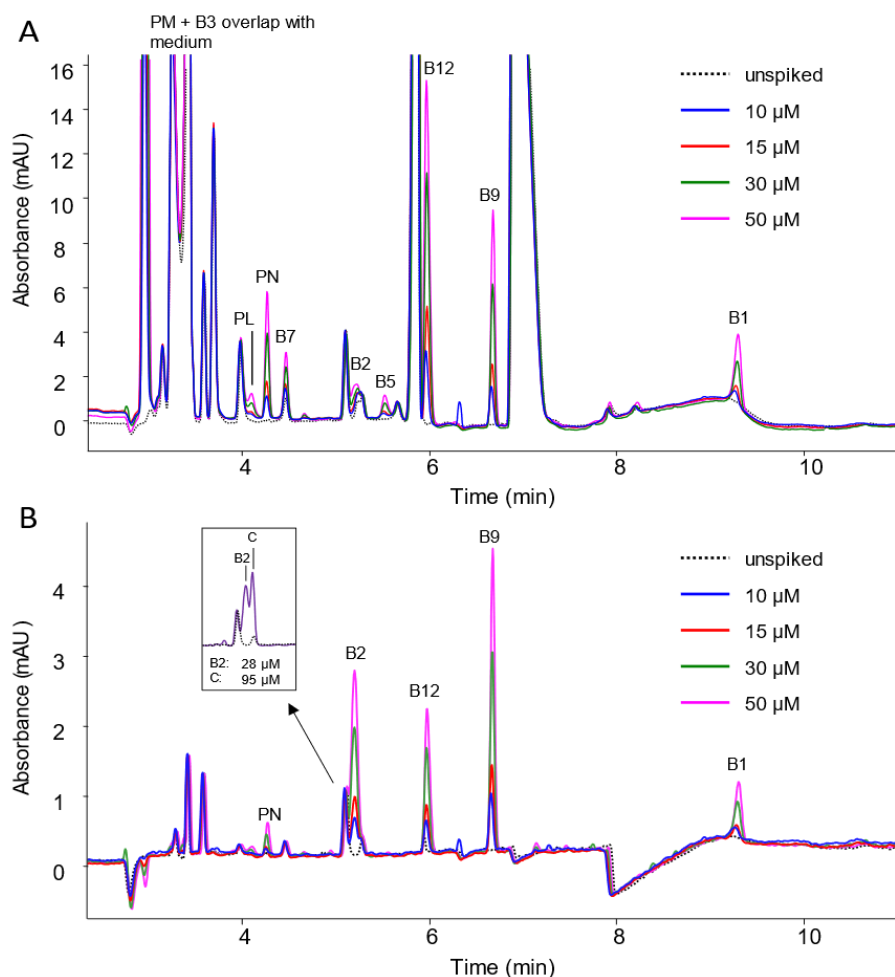 A
PM + B3 overlap with
medium
Absorbance (mAU)
16
14
12
10
8
6
4
2
0
PL
PN
B7
B2
B5
B12
B9
B1
unspiked
10 µM
15 µM
30 µM
50 µM
4
6
8
10
Time (min)
B
Absorbance (mAU)
4
3
2
1
0
C
B2
B2: 28 µM
C: 95 µM
PN
B2
B12
B9
B1
unspiked
10 µM
15 µM
30 µM
50 µM
4
6
8
10
Time (min)